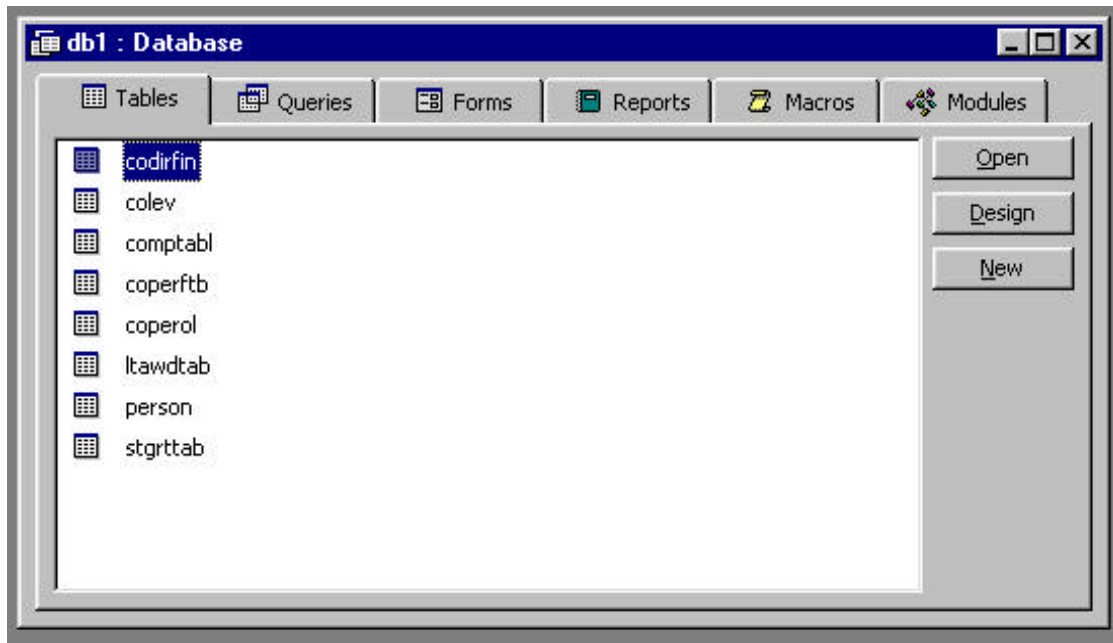 db1 : Database
Tables Queries Forms Reports Macros Modules
codirfin Open
colev Design
comptabl New
coperftb
coperol
ltawdtab
person
stgrttab